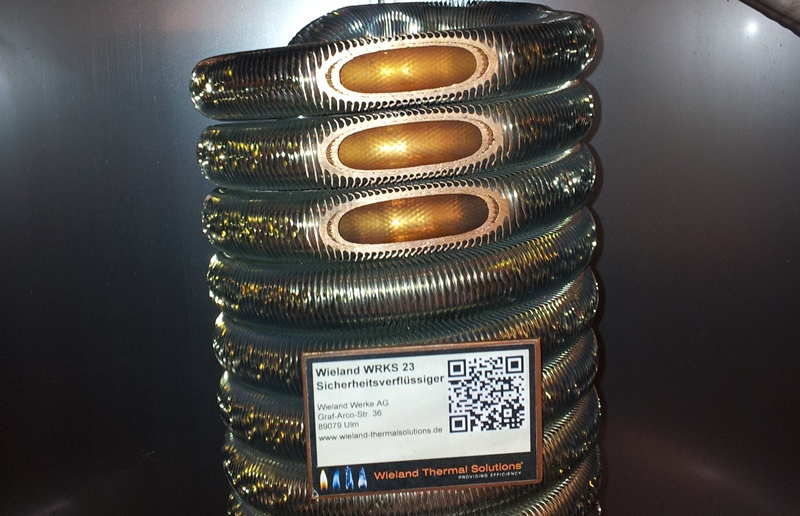 Wieland WRKS 23
Sicherheitsverflüssiger
Wieland Werke AG
Graf-Arco-Str. 36
89079 Ulm
www.wieland-thermalsolutions.de
Wieland Thermal Solutions
PROVIDING EFFICIENCY